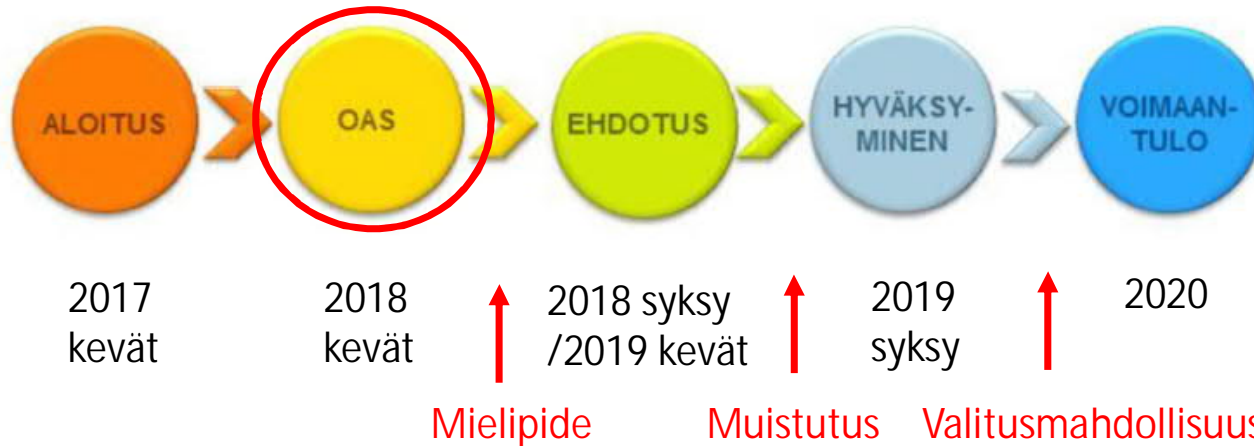 ALOITUS
OAS
EHDOTUS
HYVÄKSY-
MINEN
VOIMAAN-
TULO
2017
kevät
2018
kevät
2018 syksy
/2019 kevät
2019
syksy
2020
Mielipide
Muistutus
Valitusmahdollisuus